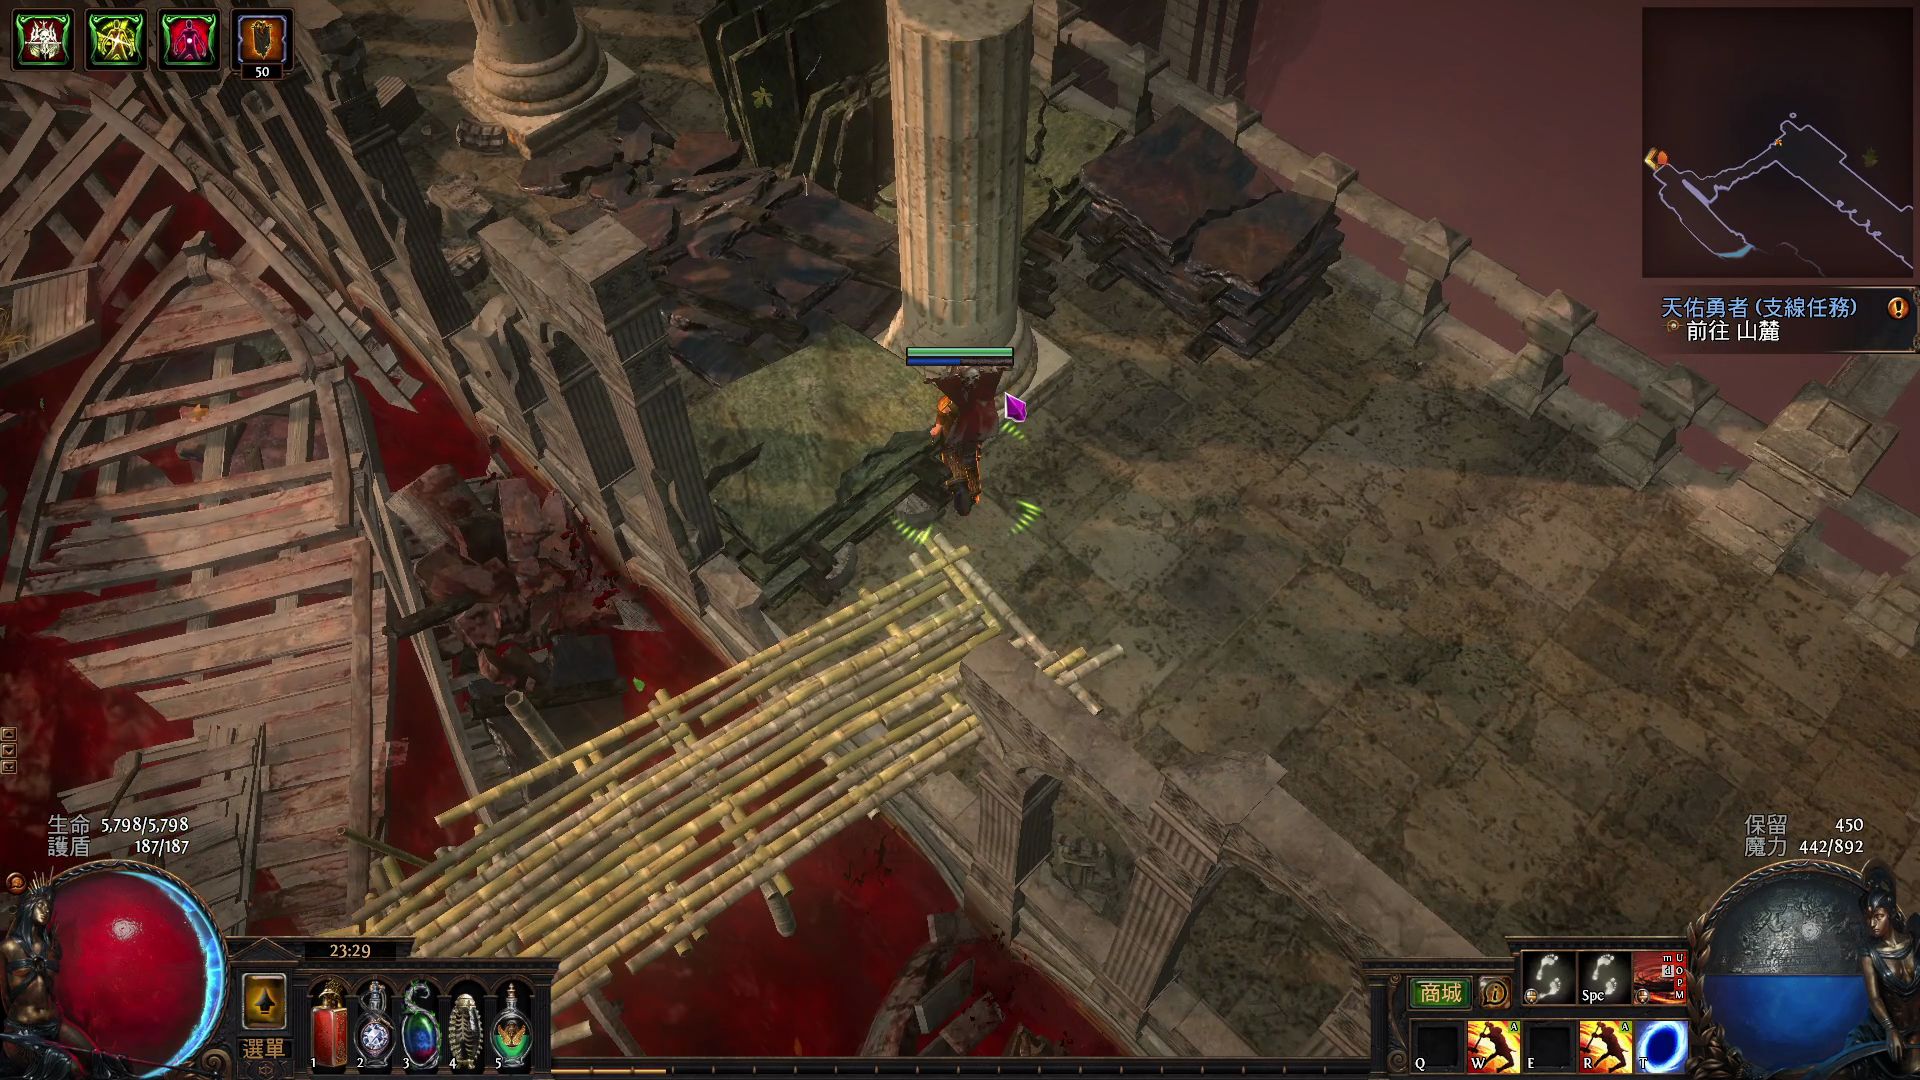 50
天佑勇者 (支線任務)
前往 山麓
生命 5,798/5,798
護盾 187/187
保留 450
魔力 442/892
23:29
選單
1 2 3 4 5
商城
Spc
m U
d O
P
M
Q W A E R A T